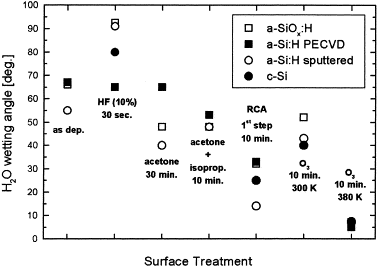 100
90
80
70
60
50
40
30
20
10
0
H₂O wetting angle [deg.]
a-SiOₓ:H
a-Si:H PECVD
a-Si:H sputtered
c-Si
as dep.
HF (10%)
30 sec.
acetone
30 min.
acetone
+
isoprop.
10 min.
RCA
1ˢᵗ step
10 min.
O₃
10 min.
300 K
O₃
10 min.
380 K
Surface Treatment